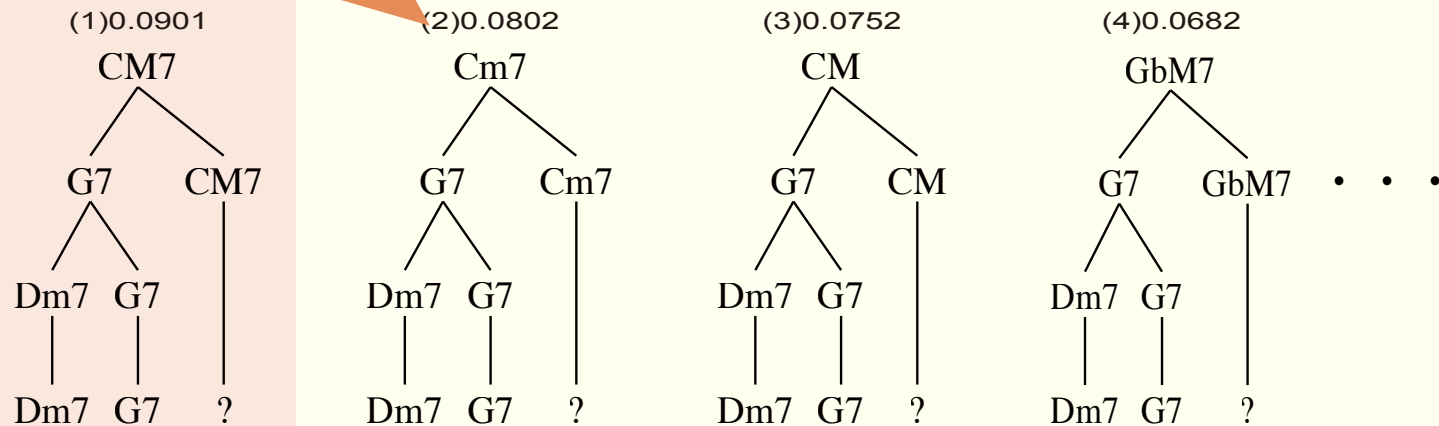 (1)0.0901 (2)0.0802 (3)0.0752 (4)0.0682
CM7 Cm7 CM GbM7
G7 CM7 G7 Cm7 G7 CM G7 GbM7 • • •
Dm7 G7 Dm7 G7 Dm7 G7 Dm7 G7
Dm7 G7 ? Dm7 G7 ? Dm7 G7 ? Dm7 G7 ?